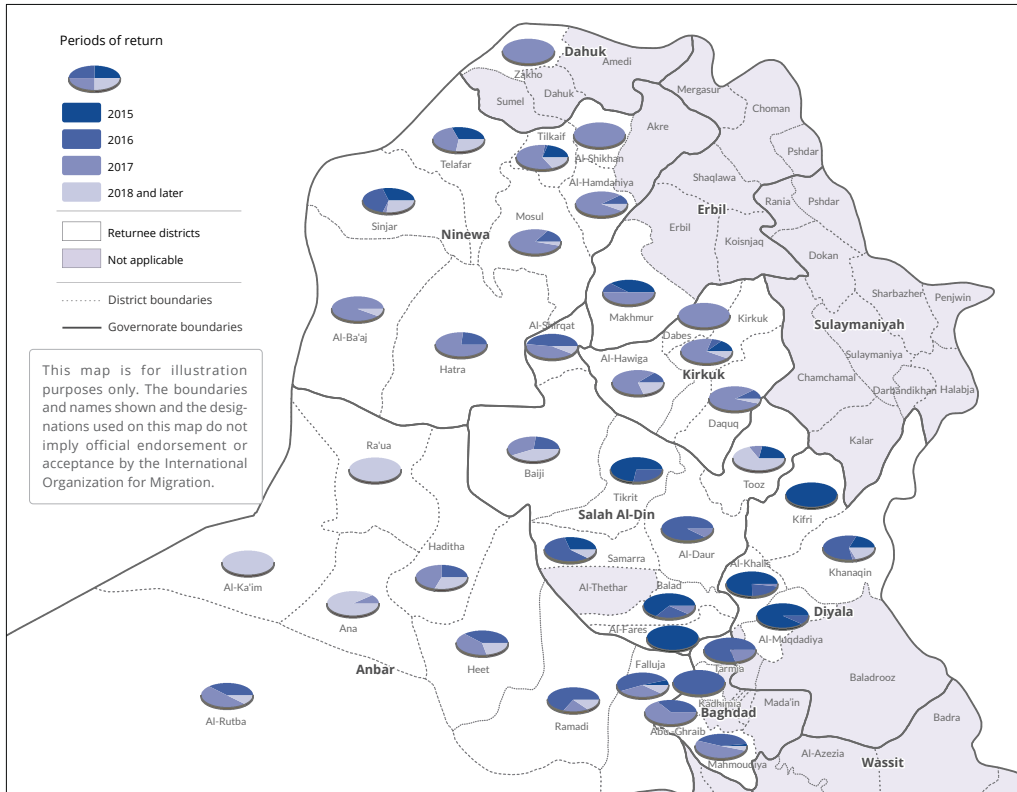 Periods of return
2015
2016
2017
2018 and later
Returnee districts
Not applicable
District boundaries
Governorate boundaries
This map is for illustration
purposes only. The boundaries
and names shown and the desig-
nations used on this map do not
imply official endorsement or
acceptance by the International
Organization for Migration.
Dahuk
Amedi
Zakho
Dahuk
Sumel
Mergasur
Choman
Akre
Tilkaif
Al-Shikhan
Telafar
Pshdar
Al-Hamdahiya
Shaqlawa
Rania
Pshdar
Sinjar
Mosul
Ninewa
Erbil
Erbil
Koisnjaq
Dokan
Sharbazher
Penjwin
Makhmur
Al-Ba'aj
Al-Shirqat
Hatra
Dabes
Kirkuk
Sulaymaniyah
Al-Hawiga
Kirkuk
Sulaymaniya
Chamchamal
Darbandikhan
Halabja
Daquq
Kalar
Ra'ua
Baiji
Tikrit
Tooz
Kifri
Salah Al-Din
Haditha
Samarra
Al-Daur
Al-Khalis
Khanaqin
Al-Ka'im
Al-Thethar
Balad
Ana
Al-Fares
Al-Muqdadiya
Diyala
Anbar
Heet
Falluja
Tarmia
Baladrooz
Al-Rutba
Ramadi
Kadhimia
Baghdad
Mada'in
Abu-Ghraib
Badra
Mahmoudiya
Al-Azezia
Wassit